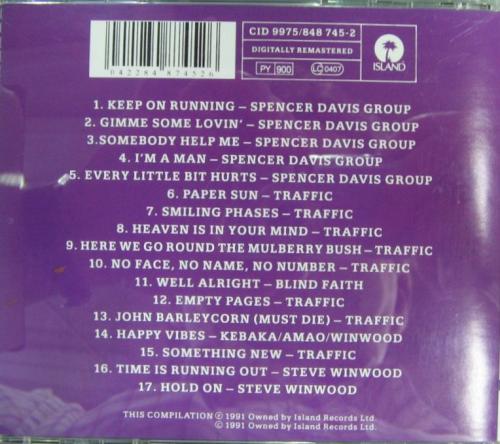 CID 9975/848 745-2
DIGITALLY REMASTERED
PY 900 LC 0407
ISLAND
042284 874526
1. KEEP ON RUNNING – SPENCER DAVIS GROUP
2. GIMME SOME LOVIN' – SPENCER DAVIS GROUP
3.SOMEBODY HELP ME – SPENCER DAVIS GROUP
4. I'M A MAN – SPENCER DAVIS GROUP
5. EVERY LITTLE BIT HURTS – SPENCER DAVIS GROUP
6. PAPER SUN – TRAFFIC
7. SMILING PHASES – TRAFFIC
8. HEAVEN IS IN YOUR MIND – TRAFFIC
9. HERE WE GO ROUND THE MULBERRY BUSH – TRAFFIC
10. NO FACE, NO NAME, NO NUMBER – TRAFFIC
11. WELL ALRIGHT – BLIND FAITH
12. EMPTY PAGES – TRAFFIC
13. JOHN BARLEYCORN (MUST DIE) – TRAFFIC
14. HAPPY VIBES – KEBAKA/AMAO/WINWOOD
15. SOMETHING NEW – TRAFFIC
16. TIME IS RUNNING OUT – STEVE WINWOOD
17. HOLD ON – STEVE WINWOOD
THIS COMPILATION ℗ 1991 Owned by Island Records Ltd.
© 1991 Owned by Island Records Ltd.